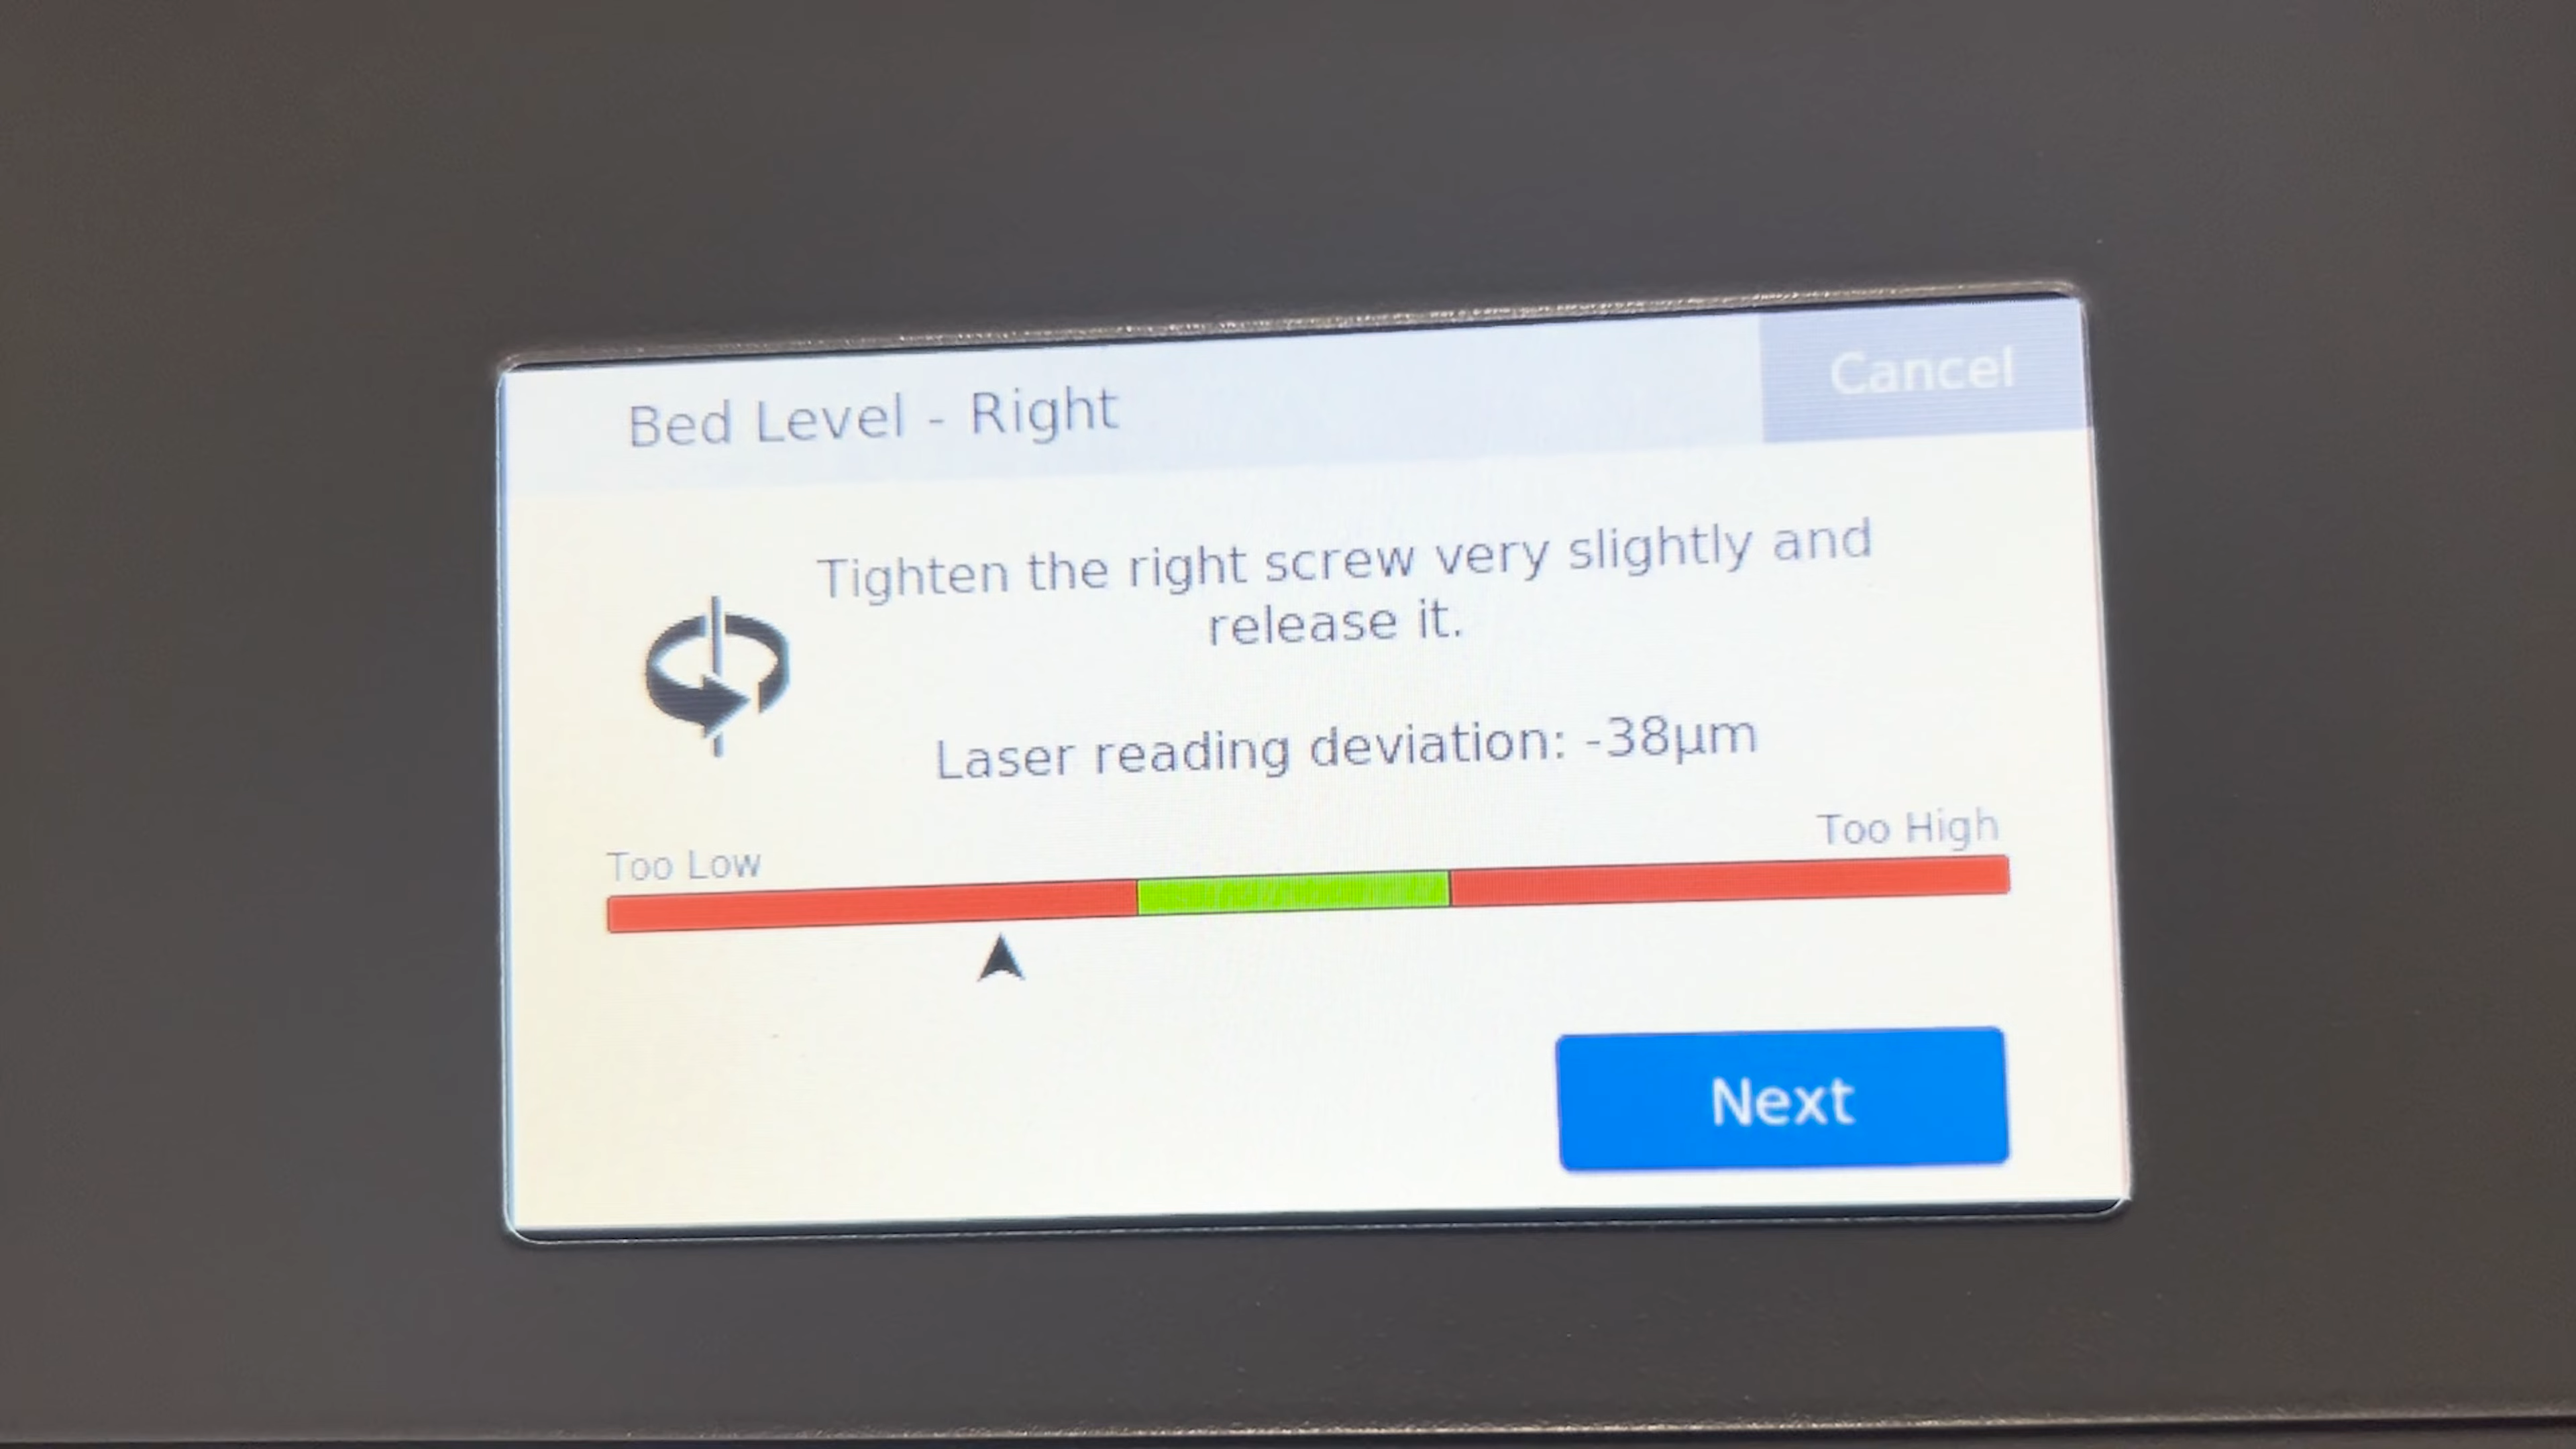 Bed Level - Right
Cancel
Tighten the right screw very slightly and
release it.
Laser reading deviation: -38µm
Too Low
Too High
Next